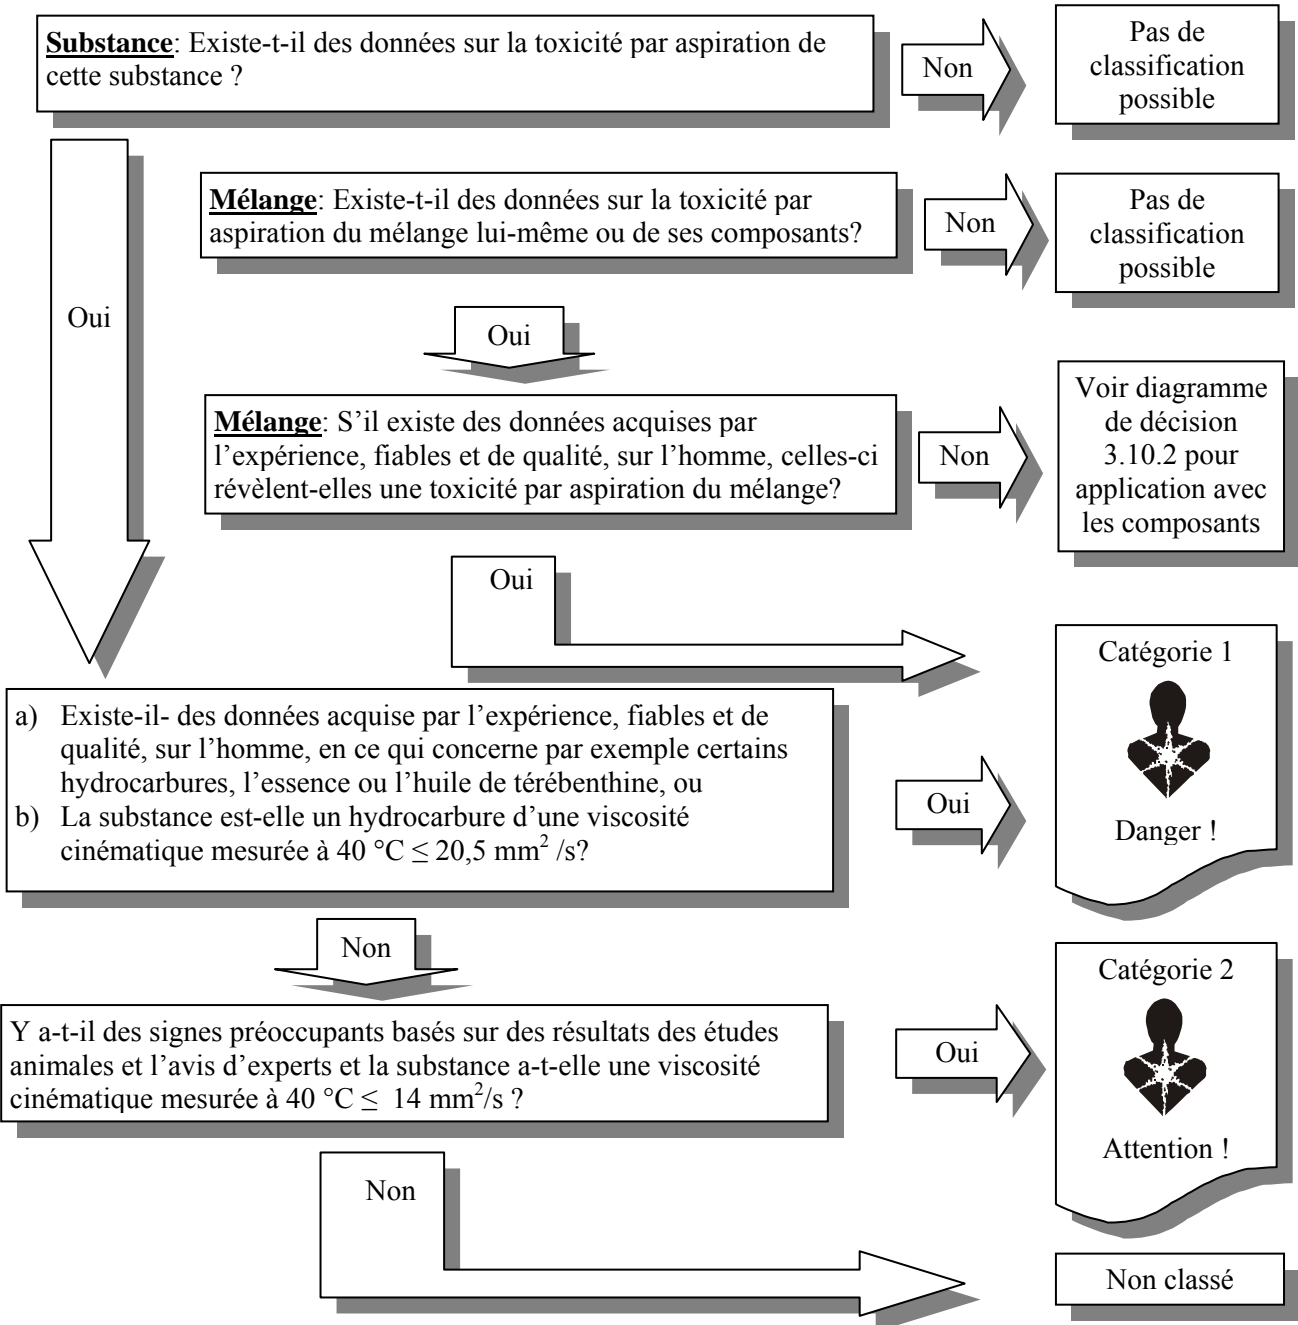 Substance: Existe-t-il des données sur la toxicité par aspiration de
cette substance ?
Non
Pas de
classification
possible
Mélange: Existe-t-il des données sur la toxicité par
aspiration du mélange lui-même ou de ses composants?
Non
Pas de
classification
possible
Oui
Oui
Mélange: S’il existe des données acquises par
l’expérience, fiables et de qualité, sur l’homme, celles-ci
révèlent-elles une toxicité par aspiration du mélange?
Non
Voir diagramme
de décision
3.10.2 pour
application avec
les composants
Oui
a) Existe-il- des données acquise par l’expérience, fiables et de
qualité, sur l’homme, en ce qui concerne par exemple certains
hydrocarbures, l’essence ou l’huile de térébenthine, ou
b) La substance est-elle un hydrocarbure d’une viscosité
cinématique mesurée à 40 °C ≤ 20,5 mm² /s?
Oui
Catégorie 1
Danger !
Non
Y a-t-il des signes préoccupants basés sur des résultats des études
animales et l’avis d’experts et la substance a-t-elle une viscosité
cinématique mesurée à 40 °C ≤ 14 mm²/s ?
Oui
Catégorie 2
Attention !
Non
Non classé